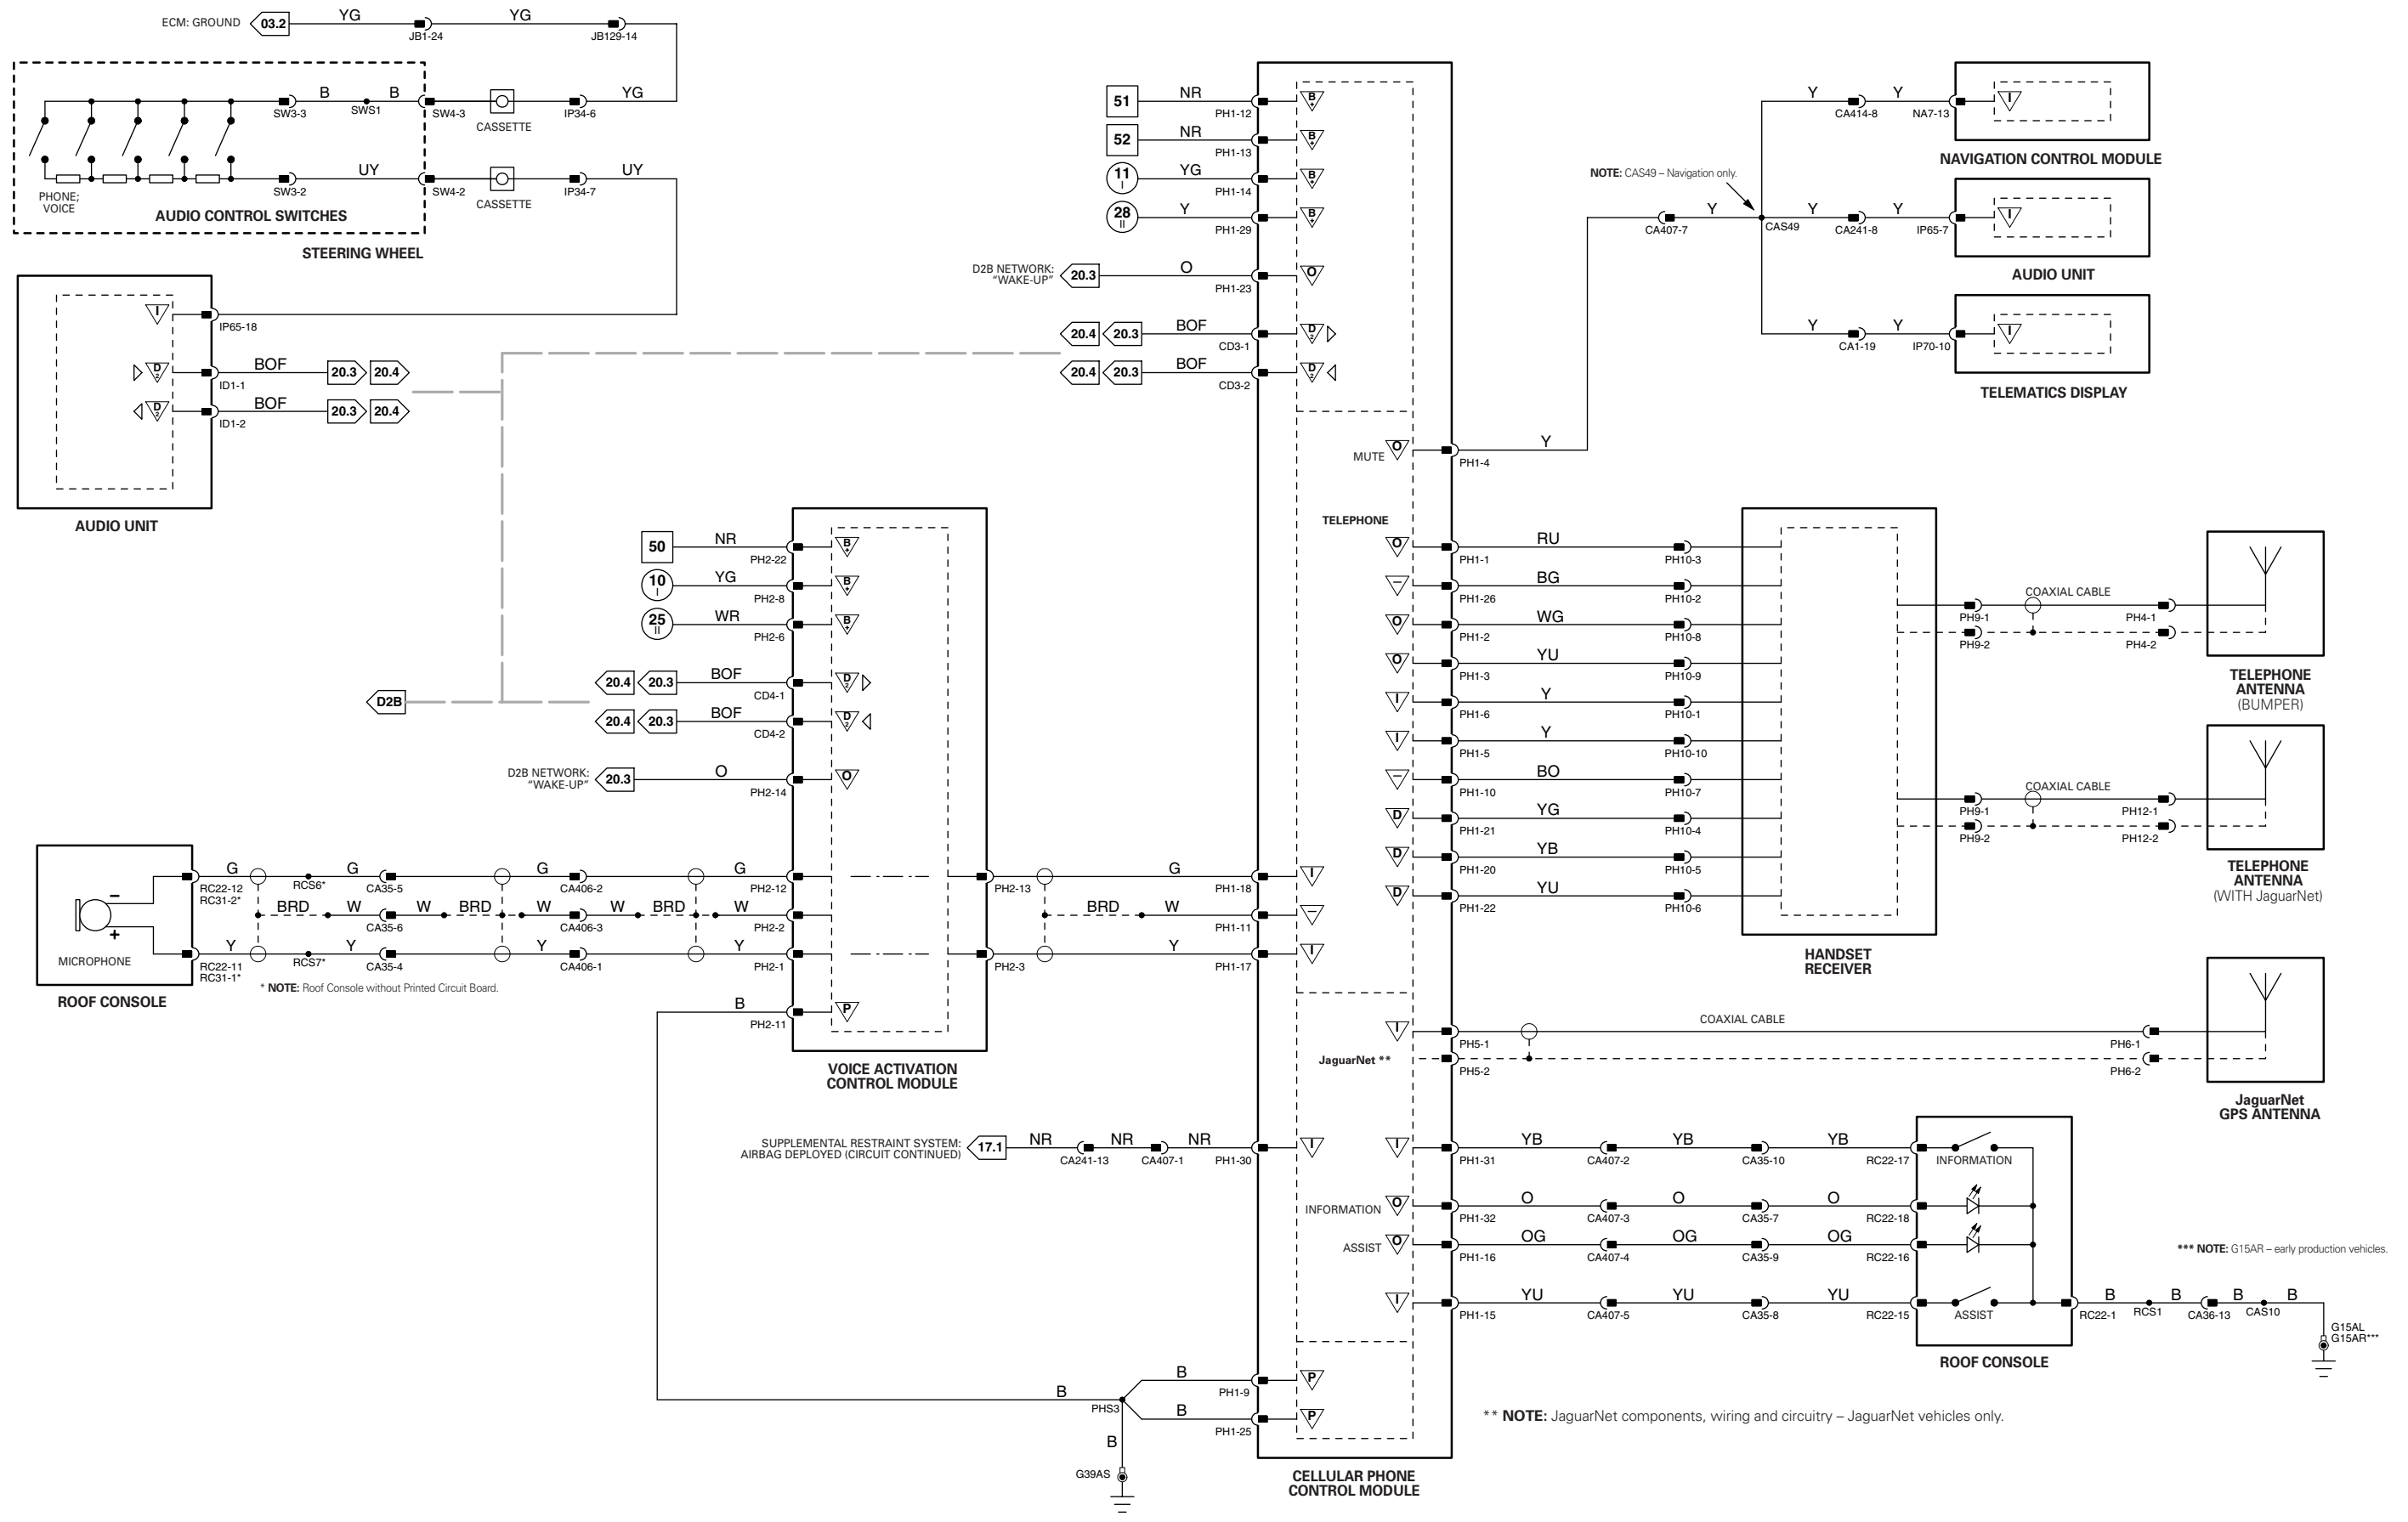 ECM: GROUND
03.2
YG
YG
JB1-24
JB129-14
B
B
SW3-3
SWS1
SW4-3
CASSETTE
IP34-6
YG
UY
SW3-2
SW4-2
CASSETTE
IP34-7
UY
PHONE;
VOICE
AUDIO CONTROL SWITCHES
STEERING WHEEL
I
IP65-18
D2
BOF
20.3
20.4
ID1-1
D2
BOF
20.3
20.4
ID1-2
AUDIO UNIT
D2B
51
NR
PH1-12
B+
52
NR
PH1-13
B+
11
I
YG
PH1-14
B+
28
II
Y
PH1-29
B+
D2B NETWORK:
“WAKE-UP”
20.3
O
PH1-23
O
20.4
20.3
BOF
CD3-1
D2
20.4
20.3
BOF
CD3-2
D2
MUTE
O
PH1-4
Y
CA407-7
Y
NOTE: CAS49 – Navigation only.
CAS49
Y
CA414-8
Y
NA7-13
I
NAVIGATION CONTROL MODULE
Y
CA241-8
Y
IP65-7
I
AUDIO UNIT
Y
CA1-19
Y
IP70-10
I
TELEMATICS DISPLAY
50
NR
PH2-22
B+
10
I
YG
PH2-8
B+
25
II
WR
PH2-6
B+
20.4
20.3
BOF
CD4-1
D2
20.4
20.3
BOF
CD4-2
D2
D2B NETWORK:
“WAKE-UP”
20.3
O
PH2-14
O
TELEPHONE
O
PH1-1
RU
PH10-3
–
PH1-26
BG
PH10-2
O
PH1-2
WG
PH10-8
O
PH1-3
YU
PH10-9
I
PH1-6
Y
PH10-1
I
PH1-5
Y
PH10-10
–
PH1-10
BO
PH10-7
D
PH1-21
YG
PH10-4
D
PH1-20
YB
PH10-5
D
PH1-22
YU
PH10-6
HANDSET
RECEIVER
PH9-1
COAXIAL CABLE
PH4-1
PH9-2
PH4-2
TELEPHONE
ANTENNA
(BUMPER)
PH9-1
COAXIAL CABLE
PH12-1
PH9-2
PH12-2
TELEPHONE
ANTENNA
(WITH JaguarNet)
–
+
MICROPHONE
ROOF CONSOLE
G
RC22-12
RC31-2*
RCS6*
G
CA35-5
G
CA406-2
G
PH2-12
BRD
W
CA35-6
W
BRD
W
CA406-3
W
BRD
W
PH2-2
Y
RC22-11
RC31-1*
RCS7*
Y
CA35-4
Y
CA406-1
Y
PH2-1
* NOTE: Roof Console without Printed Circuit Board.
B
PH2-11
P
VOICE ACTIVATION
CONTROL MODULE
PH2-13
G
PH1-18
I
BRD
W
PH1-11
–
PH2-3
Y
PH1-17
I
JaguarNet **
I
PH5-1
COAXIAL CABLE
PH6-1
PH5-2
PH6-2
JaguarNet
GPS ANTENNA
SUPPLEMENTAL RESTRAINT SYSTEM:
AIRBAG DEPLOYED (CIRCUIT CONTINUED)
17.1
NR
CA241-13
NR
CA407-1
NR
PH1-30
I
I
PH1-31
YB
CA407-2
YB
CA35-10
YB
RC22-17
INFORMATION
INFORMATION
O
PH1-32
O
CA407-3
O
CA35-7
O
RC22-18
ASSIST
O
PH1-16
OG
CA407-4
OG
CA35-9
OG
RC22-16
I
PH1-15
YU
CA407-5
YU
CA35-8
YU
RC22-15
ASSIST
ROOF CONSOLE
RC22-1
B
RCS1
B
CA36-13
B
CAS10
B
G15AL
G15AR***
*** NOTE: G15AR – early production vehicles.
B
PHS3
B
PH1-9
P
B
PH1-25
P
B
G39AS
CELLULAR PHONE
CONTROL MODULE
** NOTE: JaguarNet components, wiring and circuitry – JaguarNet vehicles only.